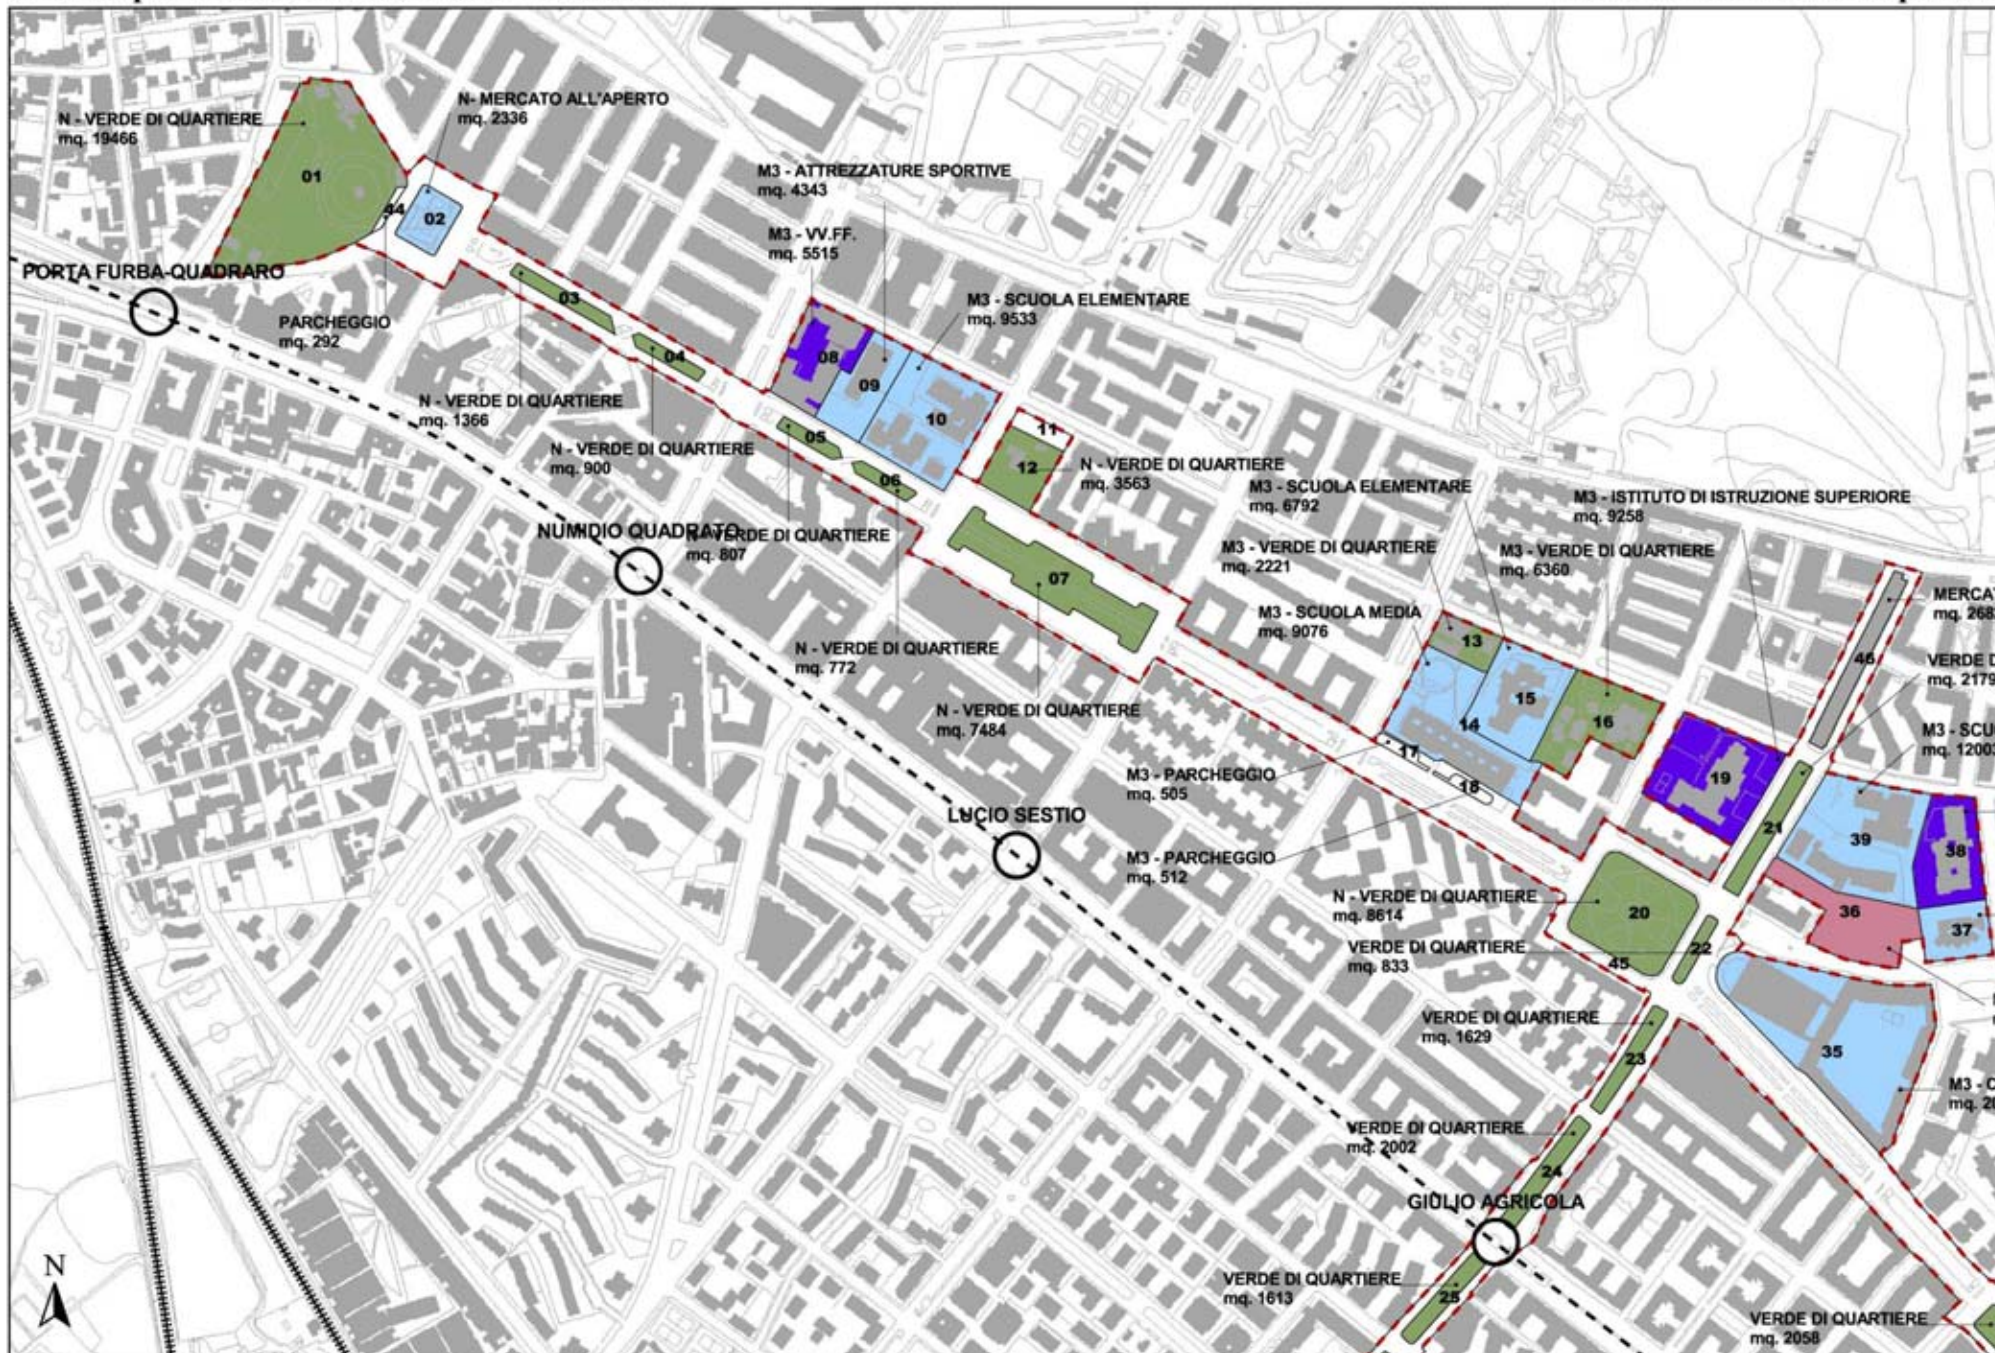 N - VERDE DI QUARTIERE
mq. 19466
N- MERCATO ALL'APERTO
mq. 2336
M3 - ATTREZZATURE SPORTIVE
mq. 4343
M3 - VV.FF.
mq. 5515
M3 - SCUOLA ELEMENTARE
mq. 9533
01
44
02
PORTA FURBA-QUADRARO
PARCHEGGIO
mq. 292
03
04
08
09
10
N - VERDE DI QUARTIERE
mq. 1366
N - VERDE DI QUARTIERE
mq. 900
05
06
11
12
N - VERDE DI QUARTIERE
mq. 3563
M3 - SCUOLA ELEMENTARE
mq. 6792
M3 - ISTITUTO DI ISTRUZIONE SUPERIORE
mq. 9258
NUMIDIO QUADRATO
N - VERDE DI QUARTIERE
mq. 807
M3 - VERDE DI QUARTIERE
mq. 2221
M3 - VERDE DI QUARTIERE
mq. 6360
07
M3 - SCUOLA MEDIA
mq. 9076
MERCAT
mq. 268
N - VERDE DI QUARTIERE
mq. 772
13
15
14
16
46
VERDE D
mq. 2179
N - VERDE DI QUARTIERE
mq. 7484
M3 - SCU
mq. 12003
M3 - PARCHEGGIO
mq. 505
17
18
19
21
39
38
LUCIO SESTIO
M3 - PARCHEGGIO
mq. 512
N - VERDE DI QUARTIERE
mq. 8614
20
36
37
VERDE DI QUARTIERE
mq. 833
45
22
VERDE DI QUARTIERE
mq. 1629
23
35
M3 - C
VERDE DI QUARTIERE
mq. 2002
24
GIULIO AGRICOLA
VERDE DI QUARTIERE
mq. 1613
25
VERDE DI QUARTIERE
mq. 2058
N